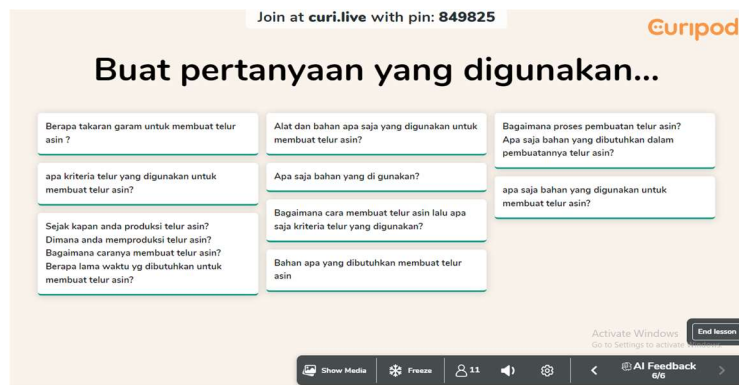 Join at curi.live with pin: 849825
Curipod
Buat pertanyaan yang digunakan...
Berapa takaran garam untuk membuat telur
asin ?
apa kriteria telur yang digunakan untuk
membuat telur asin?
Sejak kapan anda produksi telur asin?
Dimana anda memproduksi telur asin?
Bagaimana caranya membuat telur asin?
Berapa lama waktu yg dibutuhkan untuk
membuat telur asin?
Alat dan bahan apa saja yang digunakan untuk
membuat telur asin?
Apa saja bahan yang di gunakan?
Bagaimana cara membuat telur asin lalu apa
saja kriteria telur yang digunakan?
Bahan apa yang dibutuhkan membuat telur
asin
Bagaimana proses pembuatan telur asin?
Apa saja bahan yang dibutuhkan dalam
pembuatannya telur asin?
apa saja bahan yang digunakan untuk
membuat telur asin?
Activate Windows
Go to Settings to activate Windows.
End lesson
Show Media
Freeze
11
AI Feedback
6/6